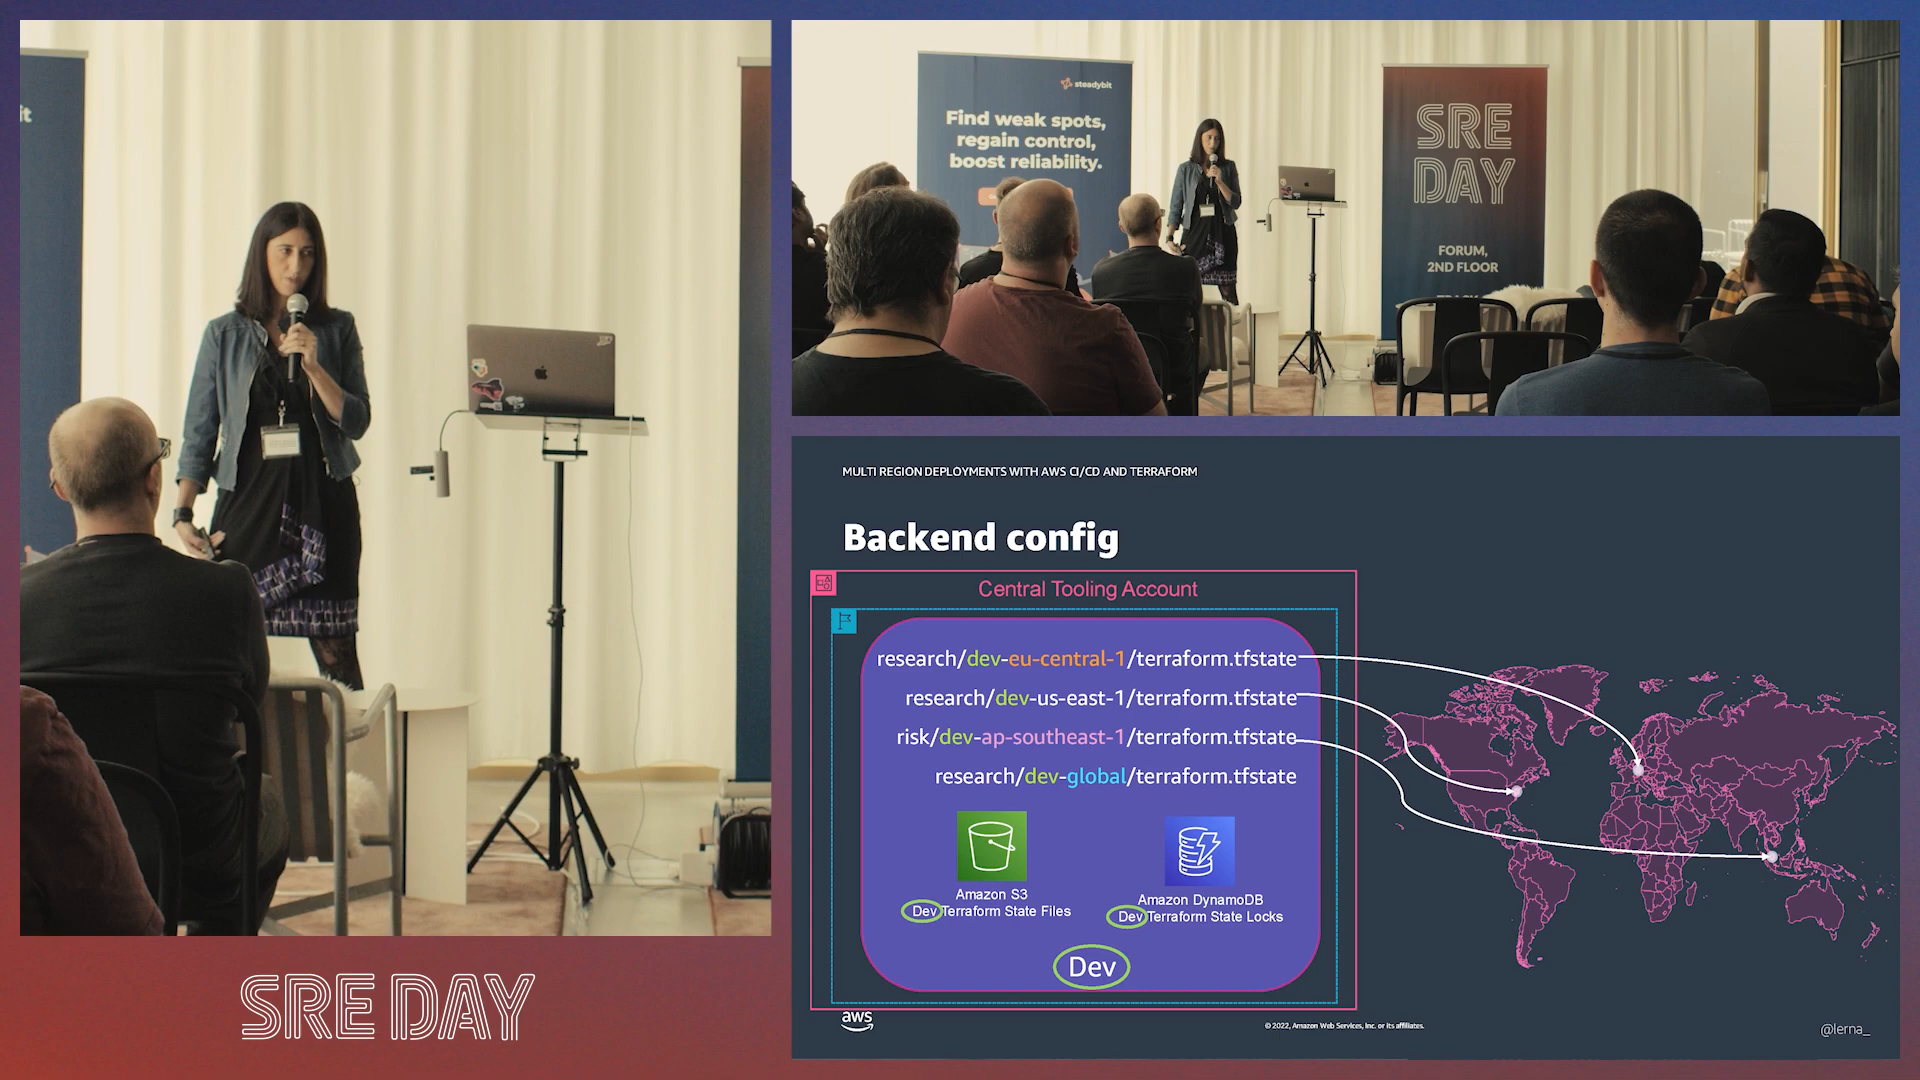 it
SRE DAY
steadybit
Find weak spots,
regain control,
boost reliability.
SRE
DAY
FORUM,
2ND FLOOR
MULTI REGION DEPLOYMENTS WITH AWS CI/CD AND TERRAFORM
Backend config
Central Tooling Account
research/dev-eu-central-1/terraform.tfstate
research/dev-us-east-1/terraform.tfstate
risk/dev-ap-southeast-1/terraform.tfstate
research/dev-global/terraform.tfstate
Amazon S3
Dev Terraform State Files
Amazon DynamoDB
Dev Terraform State Locks
Dev
aws
© 2022, Amazon Web Services, Inc. or its affiliates.
@lerna_